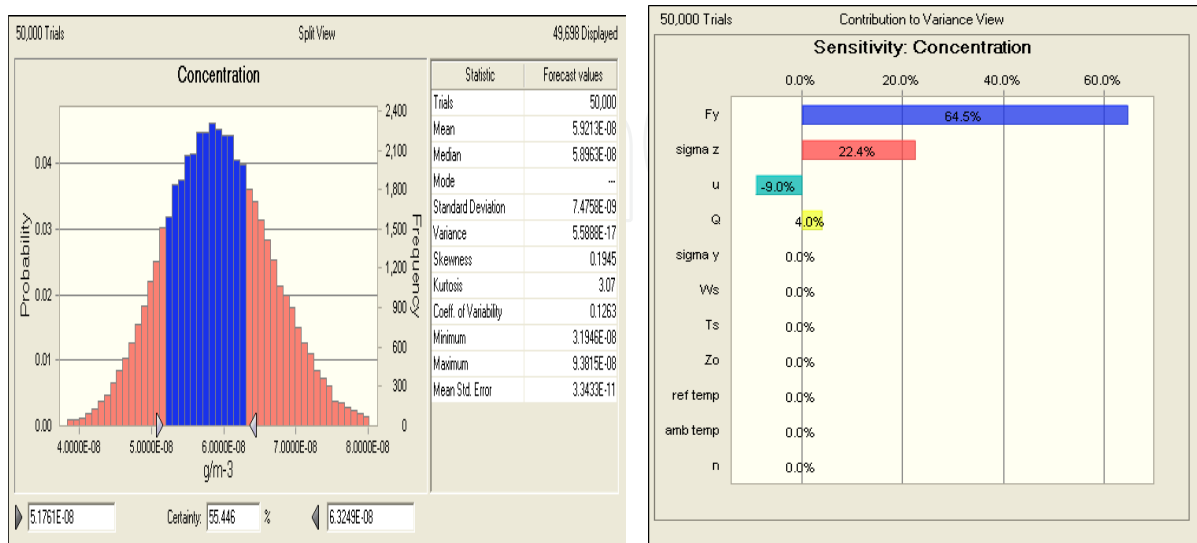 50,000 Trials Split View 49,698 Displayed
Concentration
Probability
0.04
0.03
0.02
0.01
0.00
2,400
2,100
1,800
1,500
1,200
900
600
300
0
Frequency
4.0000E-08 5.0000E-08 6.0000E-08 7.0000E-08 8.0000E-08
g/m-3
Statistic Forecast values
Trials 50,000
Mean 5.9213E-08
Median 5.8963E-08
Mode ---
Standard Deviation 7.4758E-09
Variance 5.5888E-17
Skewness 0.1945
Kurtosis 3.07
Coeff. of Variability 0.1263
Minimum 3.1946E-08
Maximum 9.3815E-08
Mean Std. Error 3.3433E-11
5.1761E-08 Certainty: 55.446 % 6.3249E-08
50,000 Trials Contribution to Variance View
Sensitivity: Concentration
0.0% 20.0% 40.0% 60.0%
Fy 64.5%
sigma z 22.4%
u -9.0%
Q 4.0%
sigma y 0.0%
Ws 0.0%
Ts 0.0%
Zo 0.0%
ref temp 0.0%
amb temp 0.0%
n 0.0%